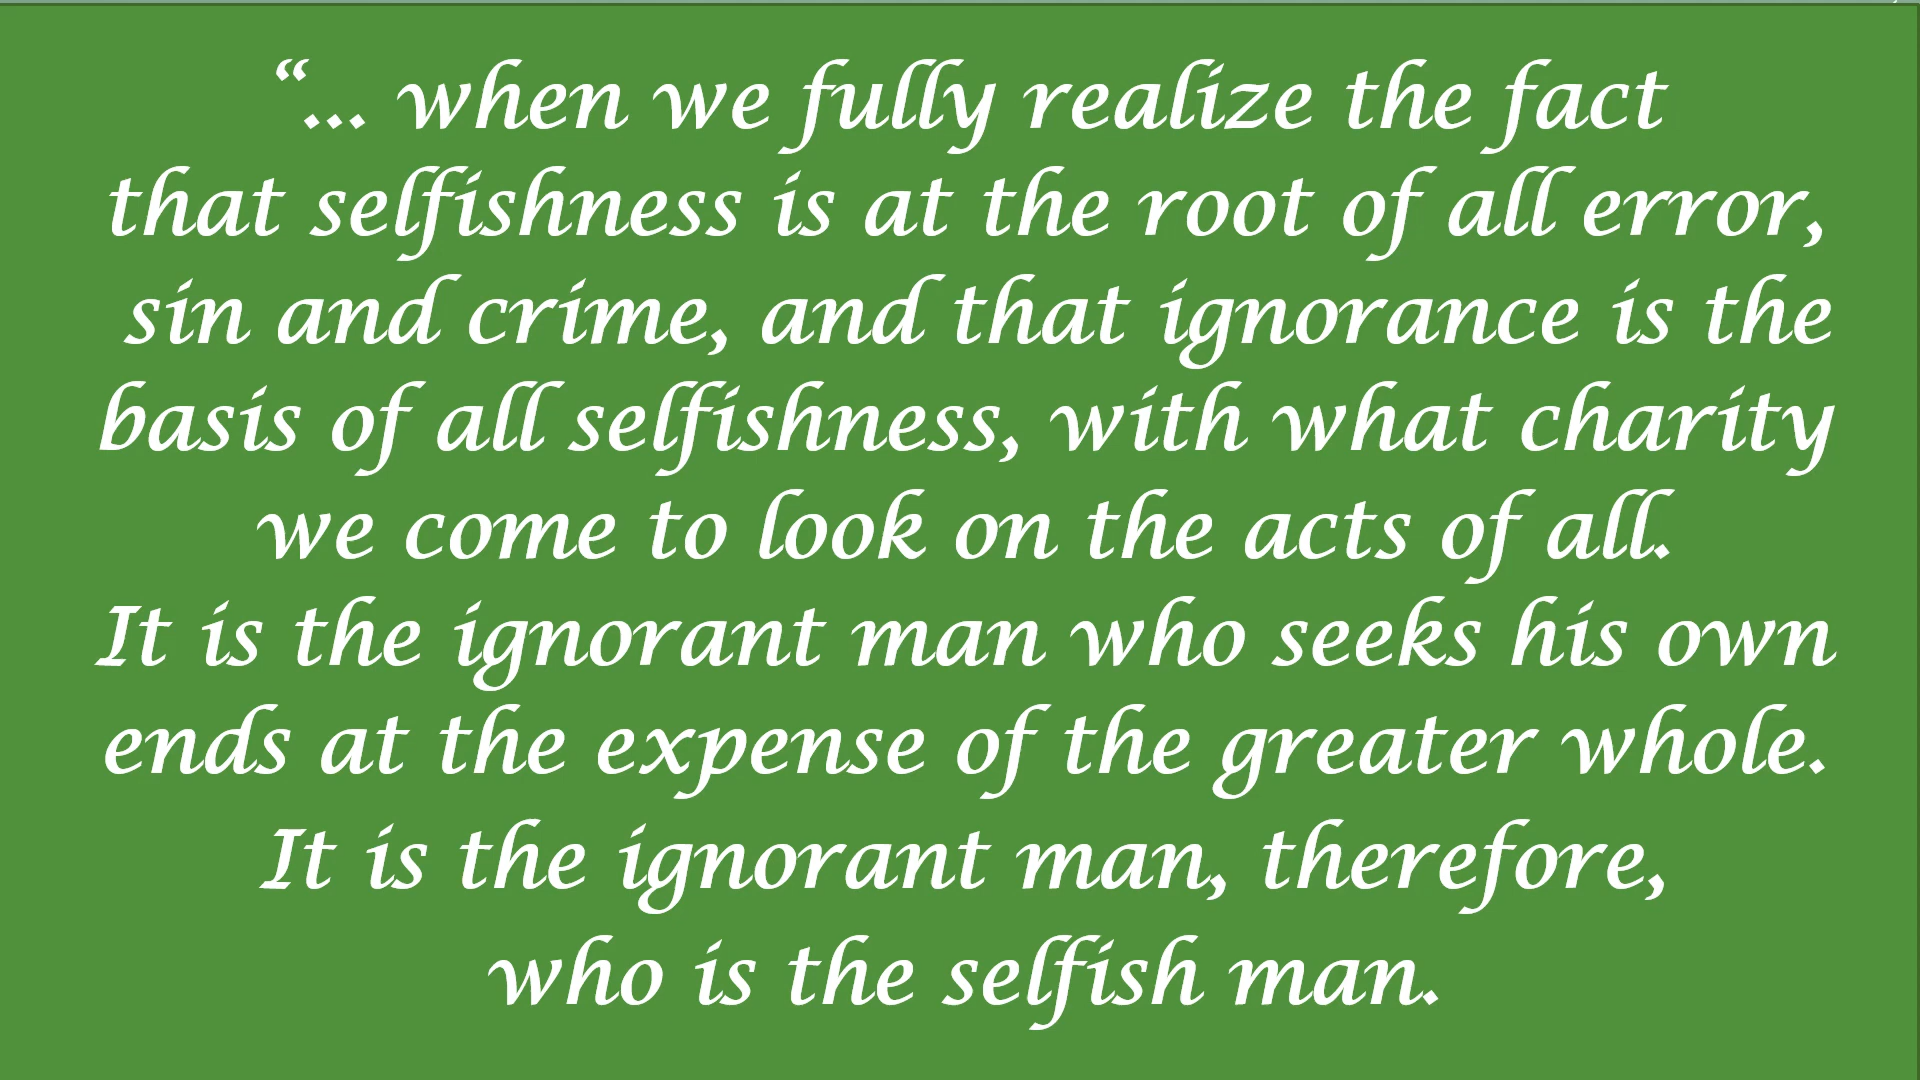 “... when we fully realize the fact
that selfishness is at the root of all error,
sin and crime, and that ignorance is the
basis of all selfishness, with what charity
we come to look on the acts of all.
It is the ignorant man who seeks his own
ends at the expense of the greater whole.
It is the ignorant man, therefore,
who is the selfish man.